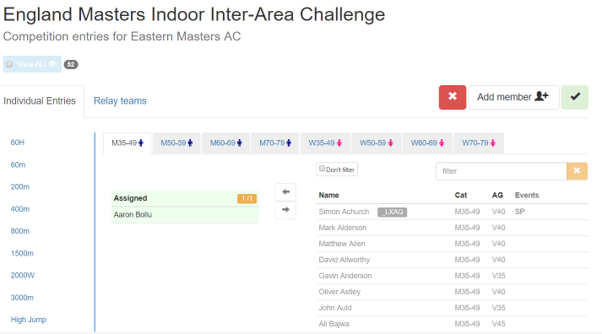 England Masters Indoor Inter-Area Challenge
Competition entries for Eastern Masters AC
Show ALL 52
Individual Entries Relay teams Add member
60H
60m
200m
400m
800m
1500m
2000W
3000m
High Jump
M35-49 M50-59 M60-69 M70-79 W35-49 W50-59 W60-69 W70-79
Assigned 1 /1
Aaron Bollu
Don't filter filter
Name Cat AG Events
Simon Achurch _LXAQ M35-49 V40 SP
Mark Alderson M35-49 V40
Matthew Allen M35-49 V40
David Allworthy M35-49 V40
Gavin Anderson M35-49 V35
Oliver Astley M35-49 V40
John Auld M35-49 V35
Ali Bajwa M35-49 V45